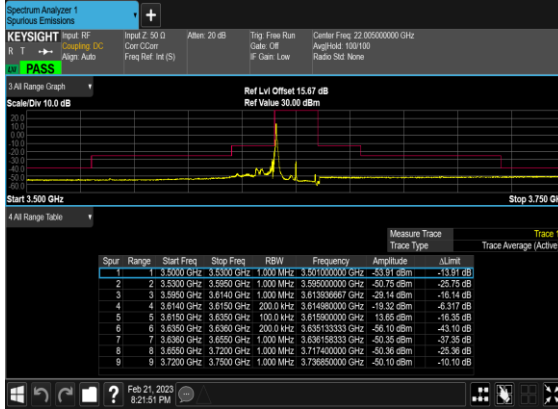 Spectrum Analyzer 1
Spurious Emissions
KEYSIGHT
Input: RF
Coupling: DC
Align: Auto
Input Z: 50 Ω
Corr CCorr
Freq Ref: Int (S)
Atten: 20 dB
Trig: Free Run
Gate: Off
IF Gain: Low
Center Freq: 22.005000000 GHz
Avg|Hold: 100/100
Radio Std: None
R T
PASS
3 All Range Graph
Scale/Div 10.0 dB
Ref Lvl Offset 15.67 dB
Ref Value 30.00 dBm
20.0
10.0
0.00
-10.0
-20.0
-30.0
-40.0
-50.0
-60.0
Start 3.500 GHz
Stop 3.750 GH
4 All Range Table
Measure Trace Trace 1
Trace Type Trace Average (Active
Spur Range Start Freq Stop Freq RBW Frequency Amplitude ΔLimit
1 1 3.5000 GHz 3.5300 GHz 1.000 MHz 3.501000000 GHz -53.91 dBm -13.91 dB
2 2 3.5300 GHz 3.5950 GHz 1.000 MHz 3.595000000 GHz -50.75 dBm -25.75 dB
3 3 3.5950 GHz 3.6140 GHz 1.000 MHz 3.613936667 GHz -29.14 dBm -16.14 dB
4 4 3.6140 GHz 3.6150 GHz 200.0 kHz 3.614980000 GHz -19.32 dBm -6.317 dB
5 5 3.6150 GHz 3.6350 GHz 100.0 kHz 3.615900000 GHz 13.65 dBm -16.35 dB
6 6 3.6350 GHz 3.6360 GHz 200.0 kHz 3.635133333 GHz -56.10 dBm -43.10 dB
7 7 3.6360 GHz 3.6550 GHz 1.000 MHz 3.636158333 GHz -50.35 dBm -37.35 dB
8 8 3.6550 GHz 3.7200 GHz 1.000 MHz 3.717400000 GHz -50.36 dBm -25.36 dB
9 9 3.7200 GHz 3.7500 GHz 1.000 MHz 3.736850000 GHz -50.10 dBm -10.10 dB
Feb 21, 2023
8:21:51 PM